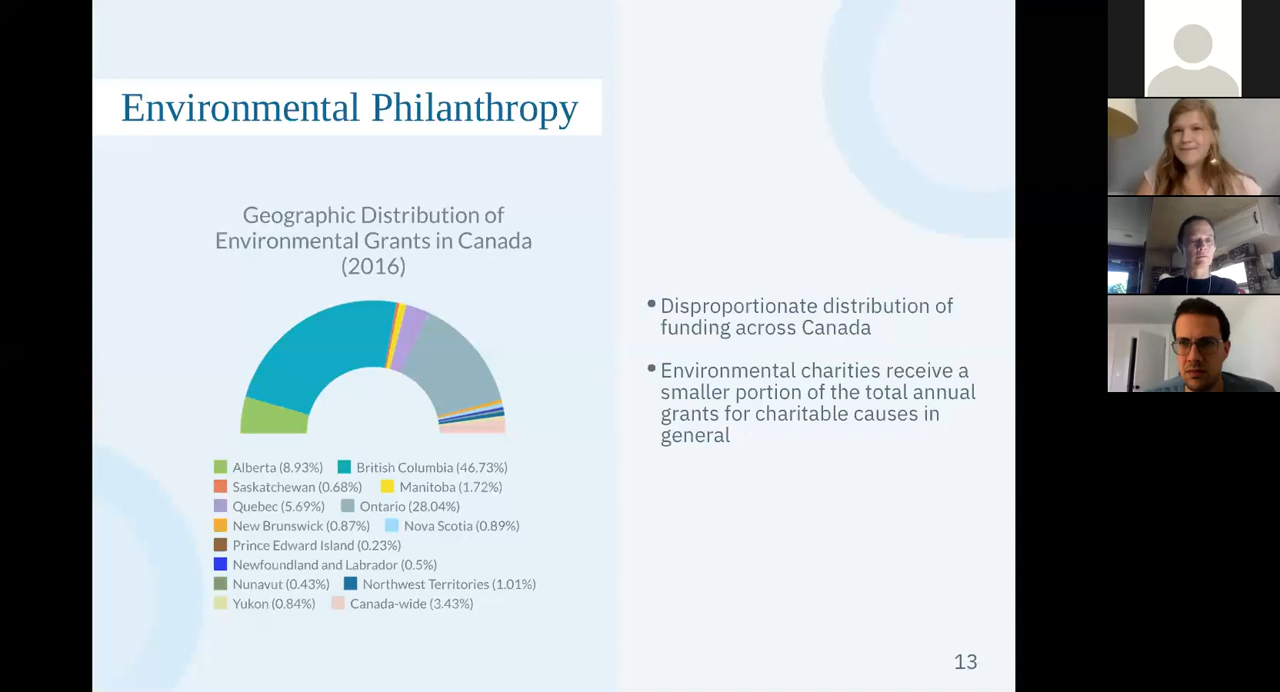 Environmental Philanthropy
Geographic Distribution of
Environmental Grants in Canada
(2016)
Alberta (8.93%) British Columbia (46.73%)
Saskatchewan (0.68%) Manitoba (1.72%)
Quebec (5.69%) Ontario (28.04%)
New Brunswick (0.87%) Nova Scotia (0.89%)
Prince Edward Island (0.23%)
Newfoundland and Labrador (0.5%)
Nunavut (0.43%) Northwest Territories (1.01%)
Yukon (0.84%) Canada-wide (3.43%)
• Disproportionate distribution of
funding across Canada
• Environmental charities receive a
smaller portion of the total annual
grants for charitable causes in
general
13